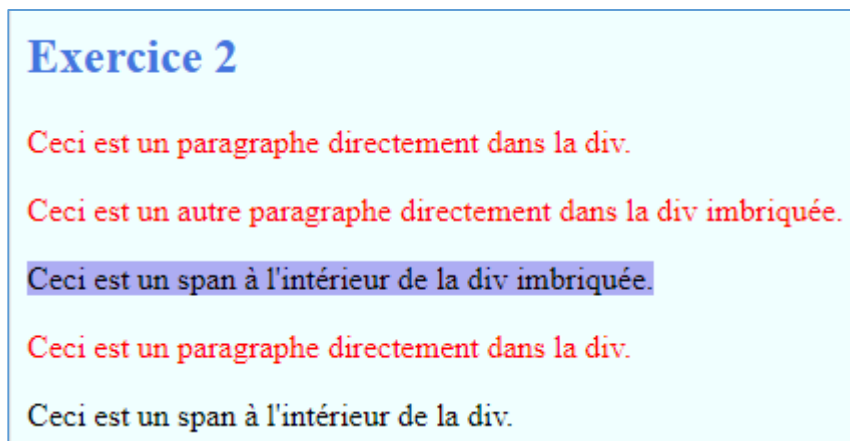 Exercice 2
Ceci est un paragraphe directement dans la div.
Ceci est un autre paragraphe directement dans la div imbriquée.
Ceci est un span à l'intérieur de la div imbriquée.
Ceci est un paragraphe directement dans la div.
Ceci est un span à l'intérieur de la div.